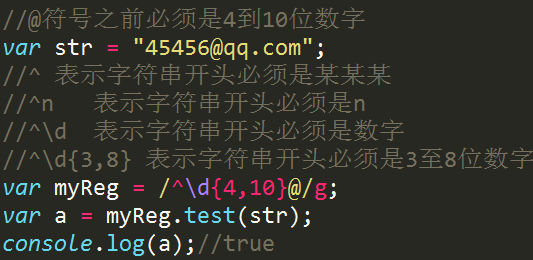 //@符号之前必须是4到10位数字
var str = "45456@qq.com";
//^ 表示字符串开头必须是某某某
//^n  表示字符串开头必须是n
//^\d  表示字符串开头必须是数字
//^\d{3,8} 表示字符串开头必须是3至8位数字
var myReg = /^\d{4,10}@/g;
var a = myReg.test(str);
console.log(a);//true